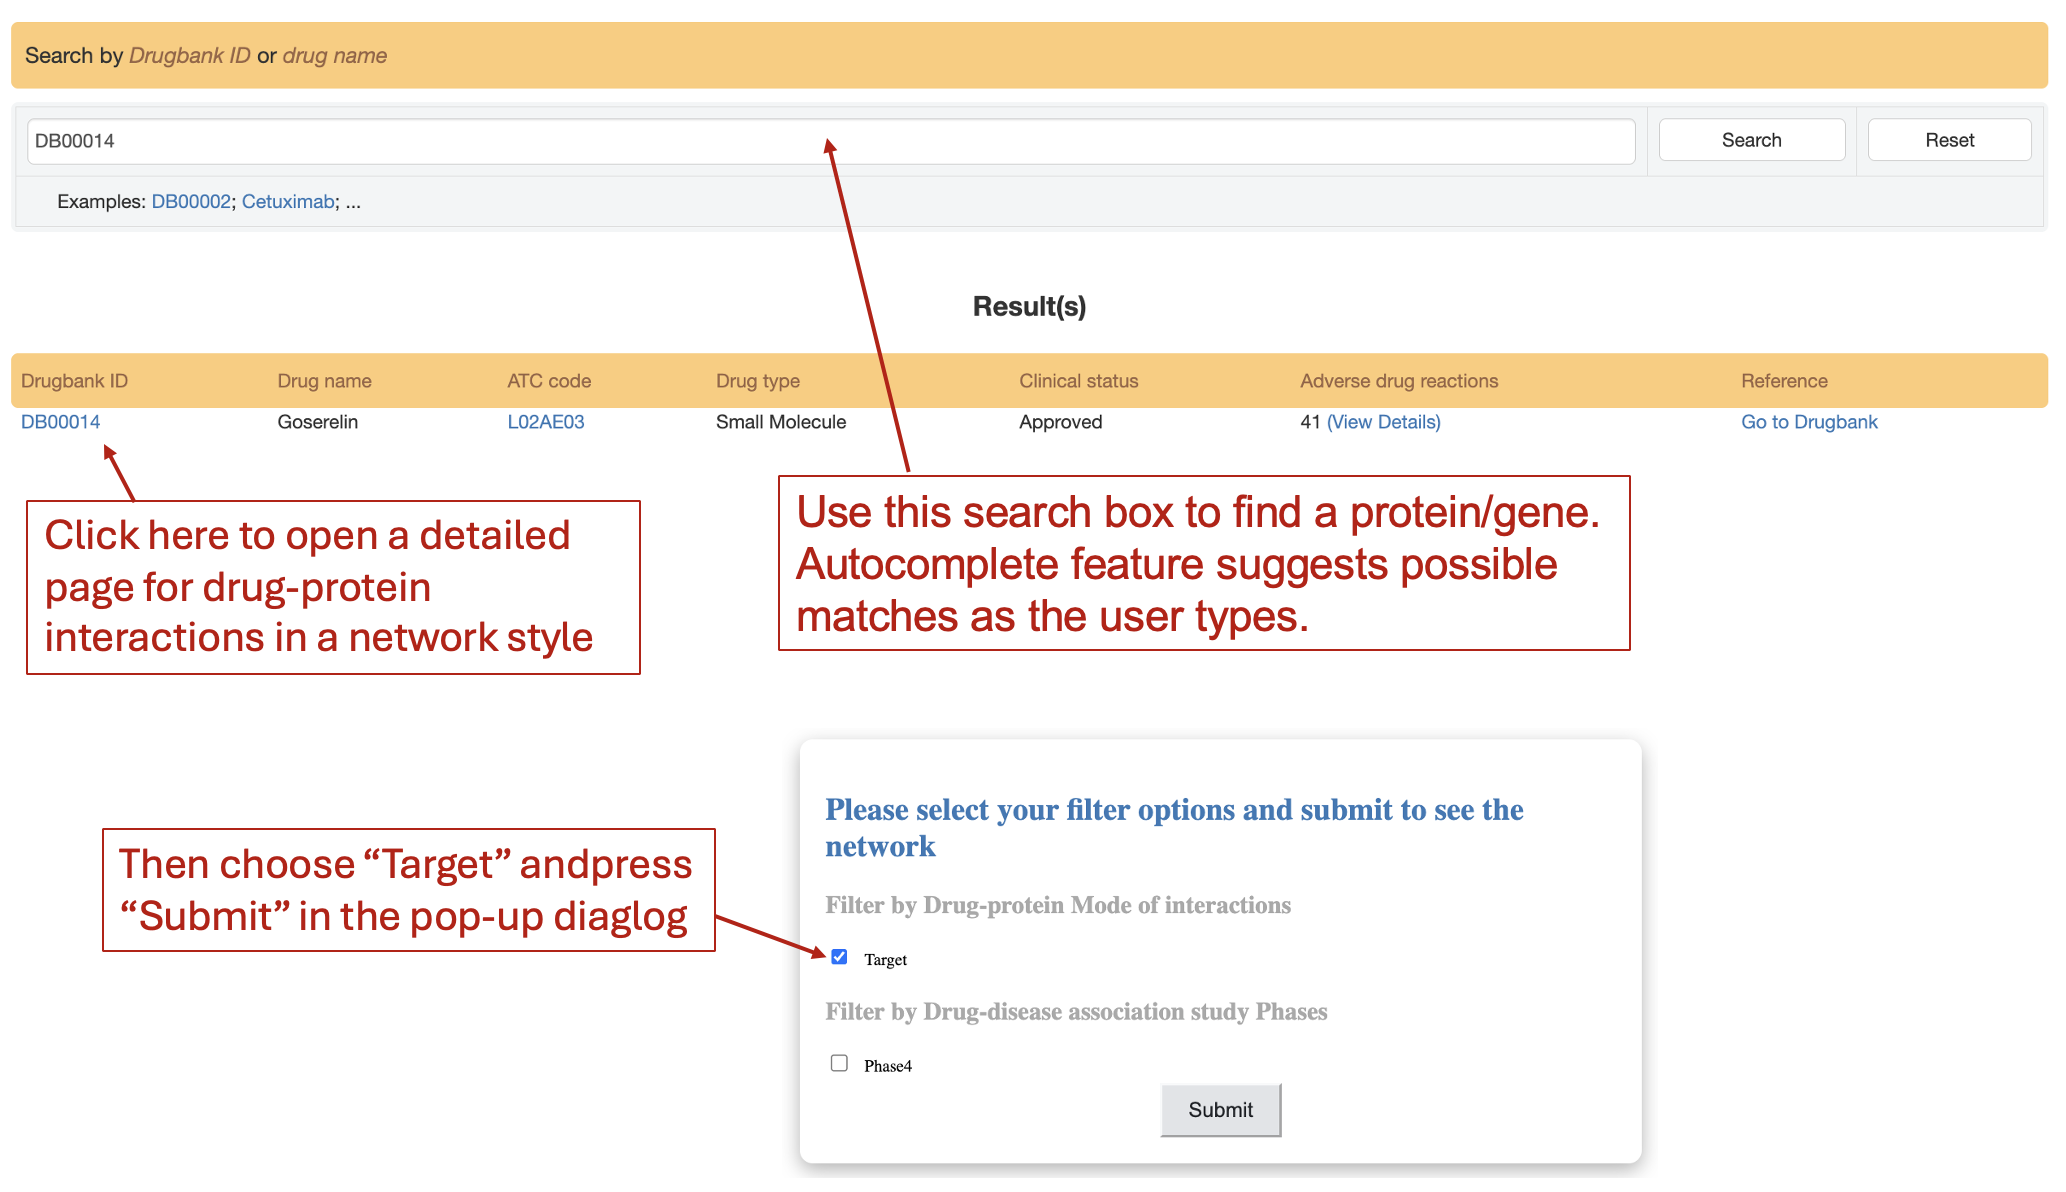 Search by Drugbank ID or drug name
DB00014
Search
Reset
Examples: DB00002; Cetuximab; ...
Result(s)
Drugbank ID Drug name ATC code Drug type Clinical status Adverse drug reactions Reference
DB00014 Goserelin L02AE03 Small Molecule Approved 41 (View Details) Go to Drugbank
Click here to open a detailed
page for drug-protein
interactions in a network style
Use this search box to find a protein/gene.
Autocomplete feature suggests possible
matches as the user types.
Then choose “Target” andpress
“Submit” in the pop-up diaglog
Please select your filter options and submit to see the
network
Filter by Drug-protein Mode of interactions
Target
Filter by Drug-disease association study Phases
Phase4
Submit